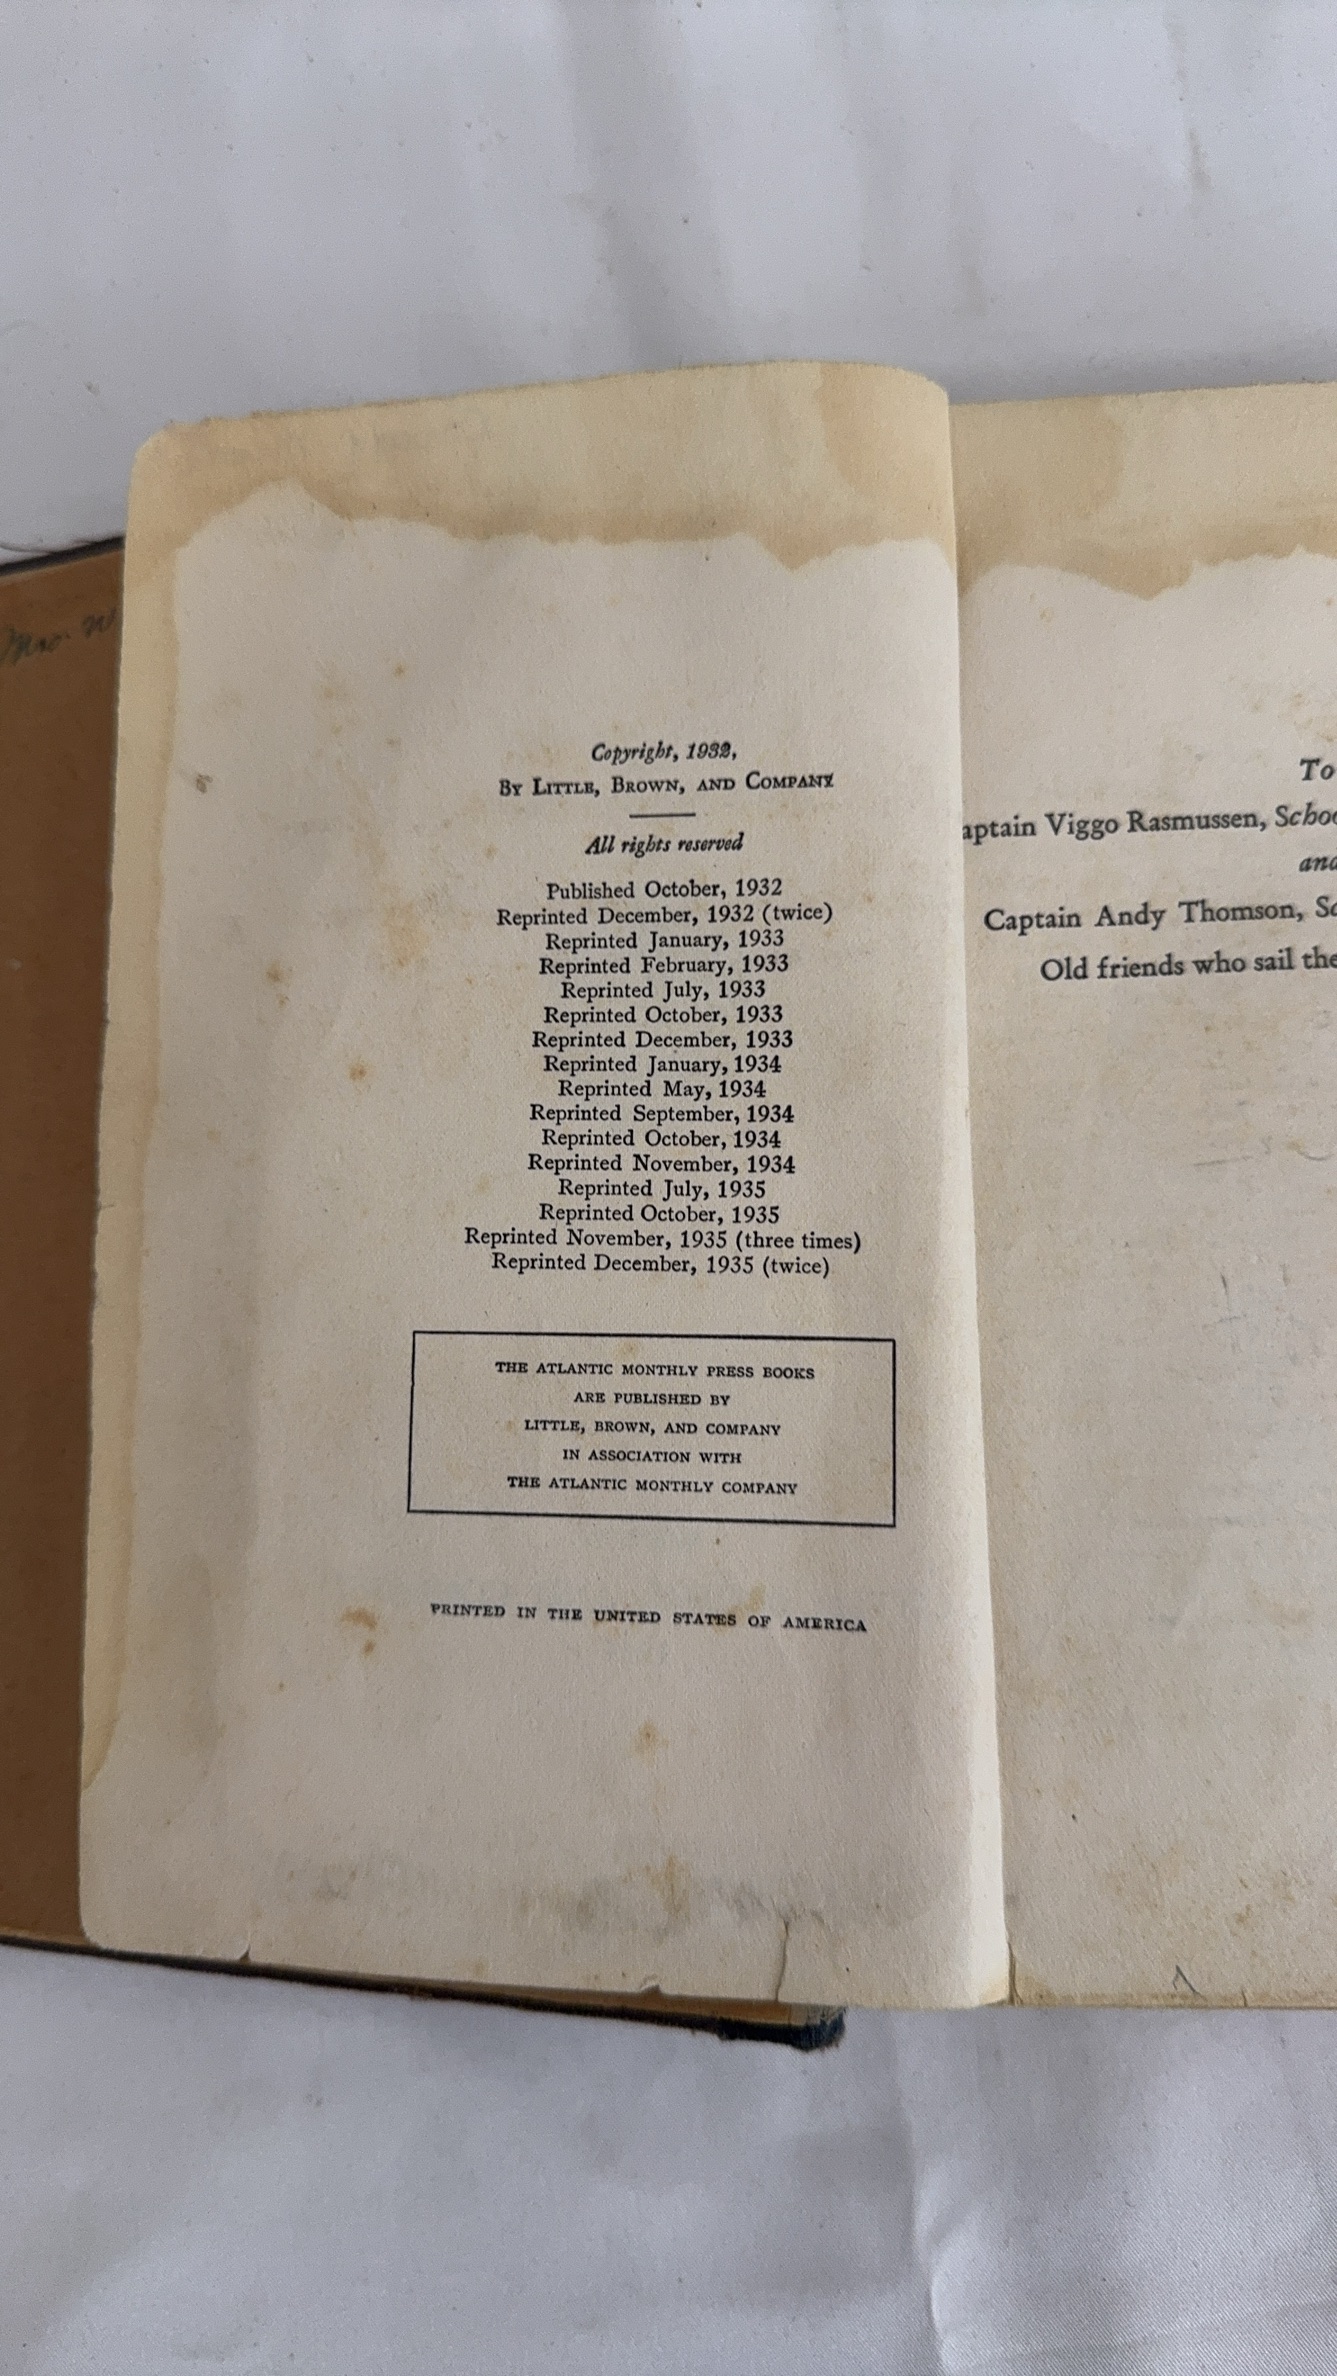 Mrs. W
Copyright, 1932,
BY LITTLE, BROWN, AND COMPANY
All rights reserved
Published October, 1932
Reprinted December, 1932 (twice)
Reprinted January, 1933
Reprinted February, 1933
Reprinted July, 1933
Reprinted October, 1933
Reprinted December, 1933
Reprinted January, 1934
Reprinted May, 1934
Reprinted September, 1934
Reprinted October, 1934
Reprinted November, 1934
Reprinted July, 1935
Reprinted October, 1935
Reprinted November, 1935 (three times)
Reprinted December, 1935 (twice)
THE ATLANTIC MONTHLY PRESS BOOKS
ARE PUBLISHED BY
LITTLE, BROWN, AND COMPANY
IN ASSOCIATION WITH
THE ATLANTIC MONTHLY COMPANY
PRINTED IN THE UNITED STATES OF AMERICA
To
aptain Viggo Rasmussen, Schoo
and
Captain Andy Thomson, Sc
Old friends who sail the